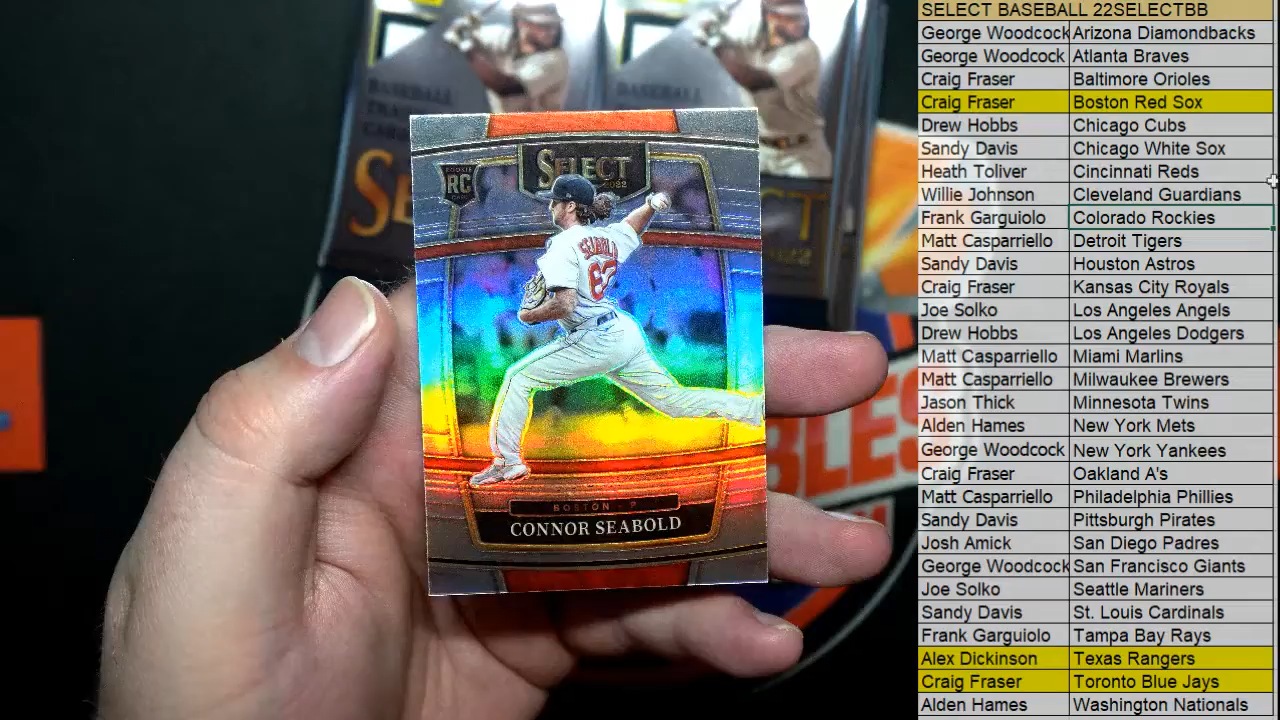 SELECT BASEBALL 22SELECTBB
George Woodcock Arizona Diamondbacks
George Woodcock Atlanta Braves
Craig Fraser Baltimore Orioles
Craig Fraser Boston Red Sox
Drew Hobbs Chicago Cubs
Sandy Davis Chicago White Sox
Heath Toliver Cincinnati Reds
Willie Johnson Cleveland Guardians
Frank Garguiolo Colorado Rockies
Matt Casparriello Detroit Tigers
Sandy Davis Houston Astros
Craig Fraser Kansas City Royals
Joe Solko Los Angeles Angels
Drew Hobbs Los Angeles Dodgers
Matt Casparriello Miami Marlins
Matt Casparriello Milwaukee Brewers
Jason Thick Minnesota Twins
Alden Hames New York Mets
George Woodcock New York Yankees
Craig Fraser Oakland A's
Matt Casparriello Philadelphia Phillies
Sandy Davis Pittsburgh Pirates
Josh Amick San Diego Padres
George Woodcock San Francisco Giants
Joe Solko Seattle Mariners
Sandy Davis St. Louis Cardinals
Frank Garguiolo Tampa Bay Rays
Alex Dickinson Texas Rangers
Craig Fraser Toronto Blue Jays
Alden Hames Washington Nationals
ROOKIE
RC
SELECT
2022
SEABOLD
67
BOSTON - P
CONNOR SEABOLD
BASEBALL
BLES